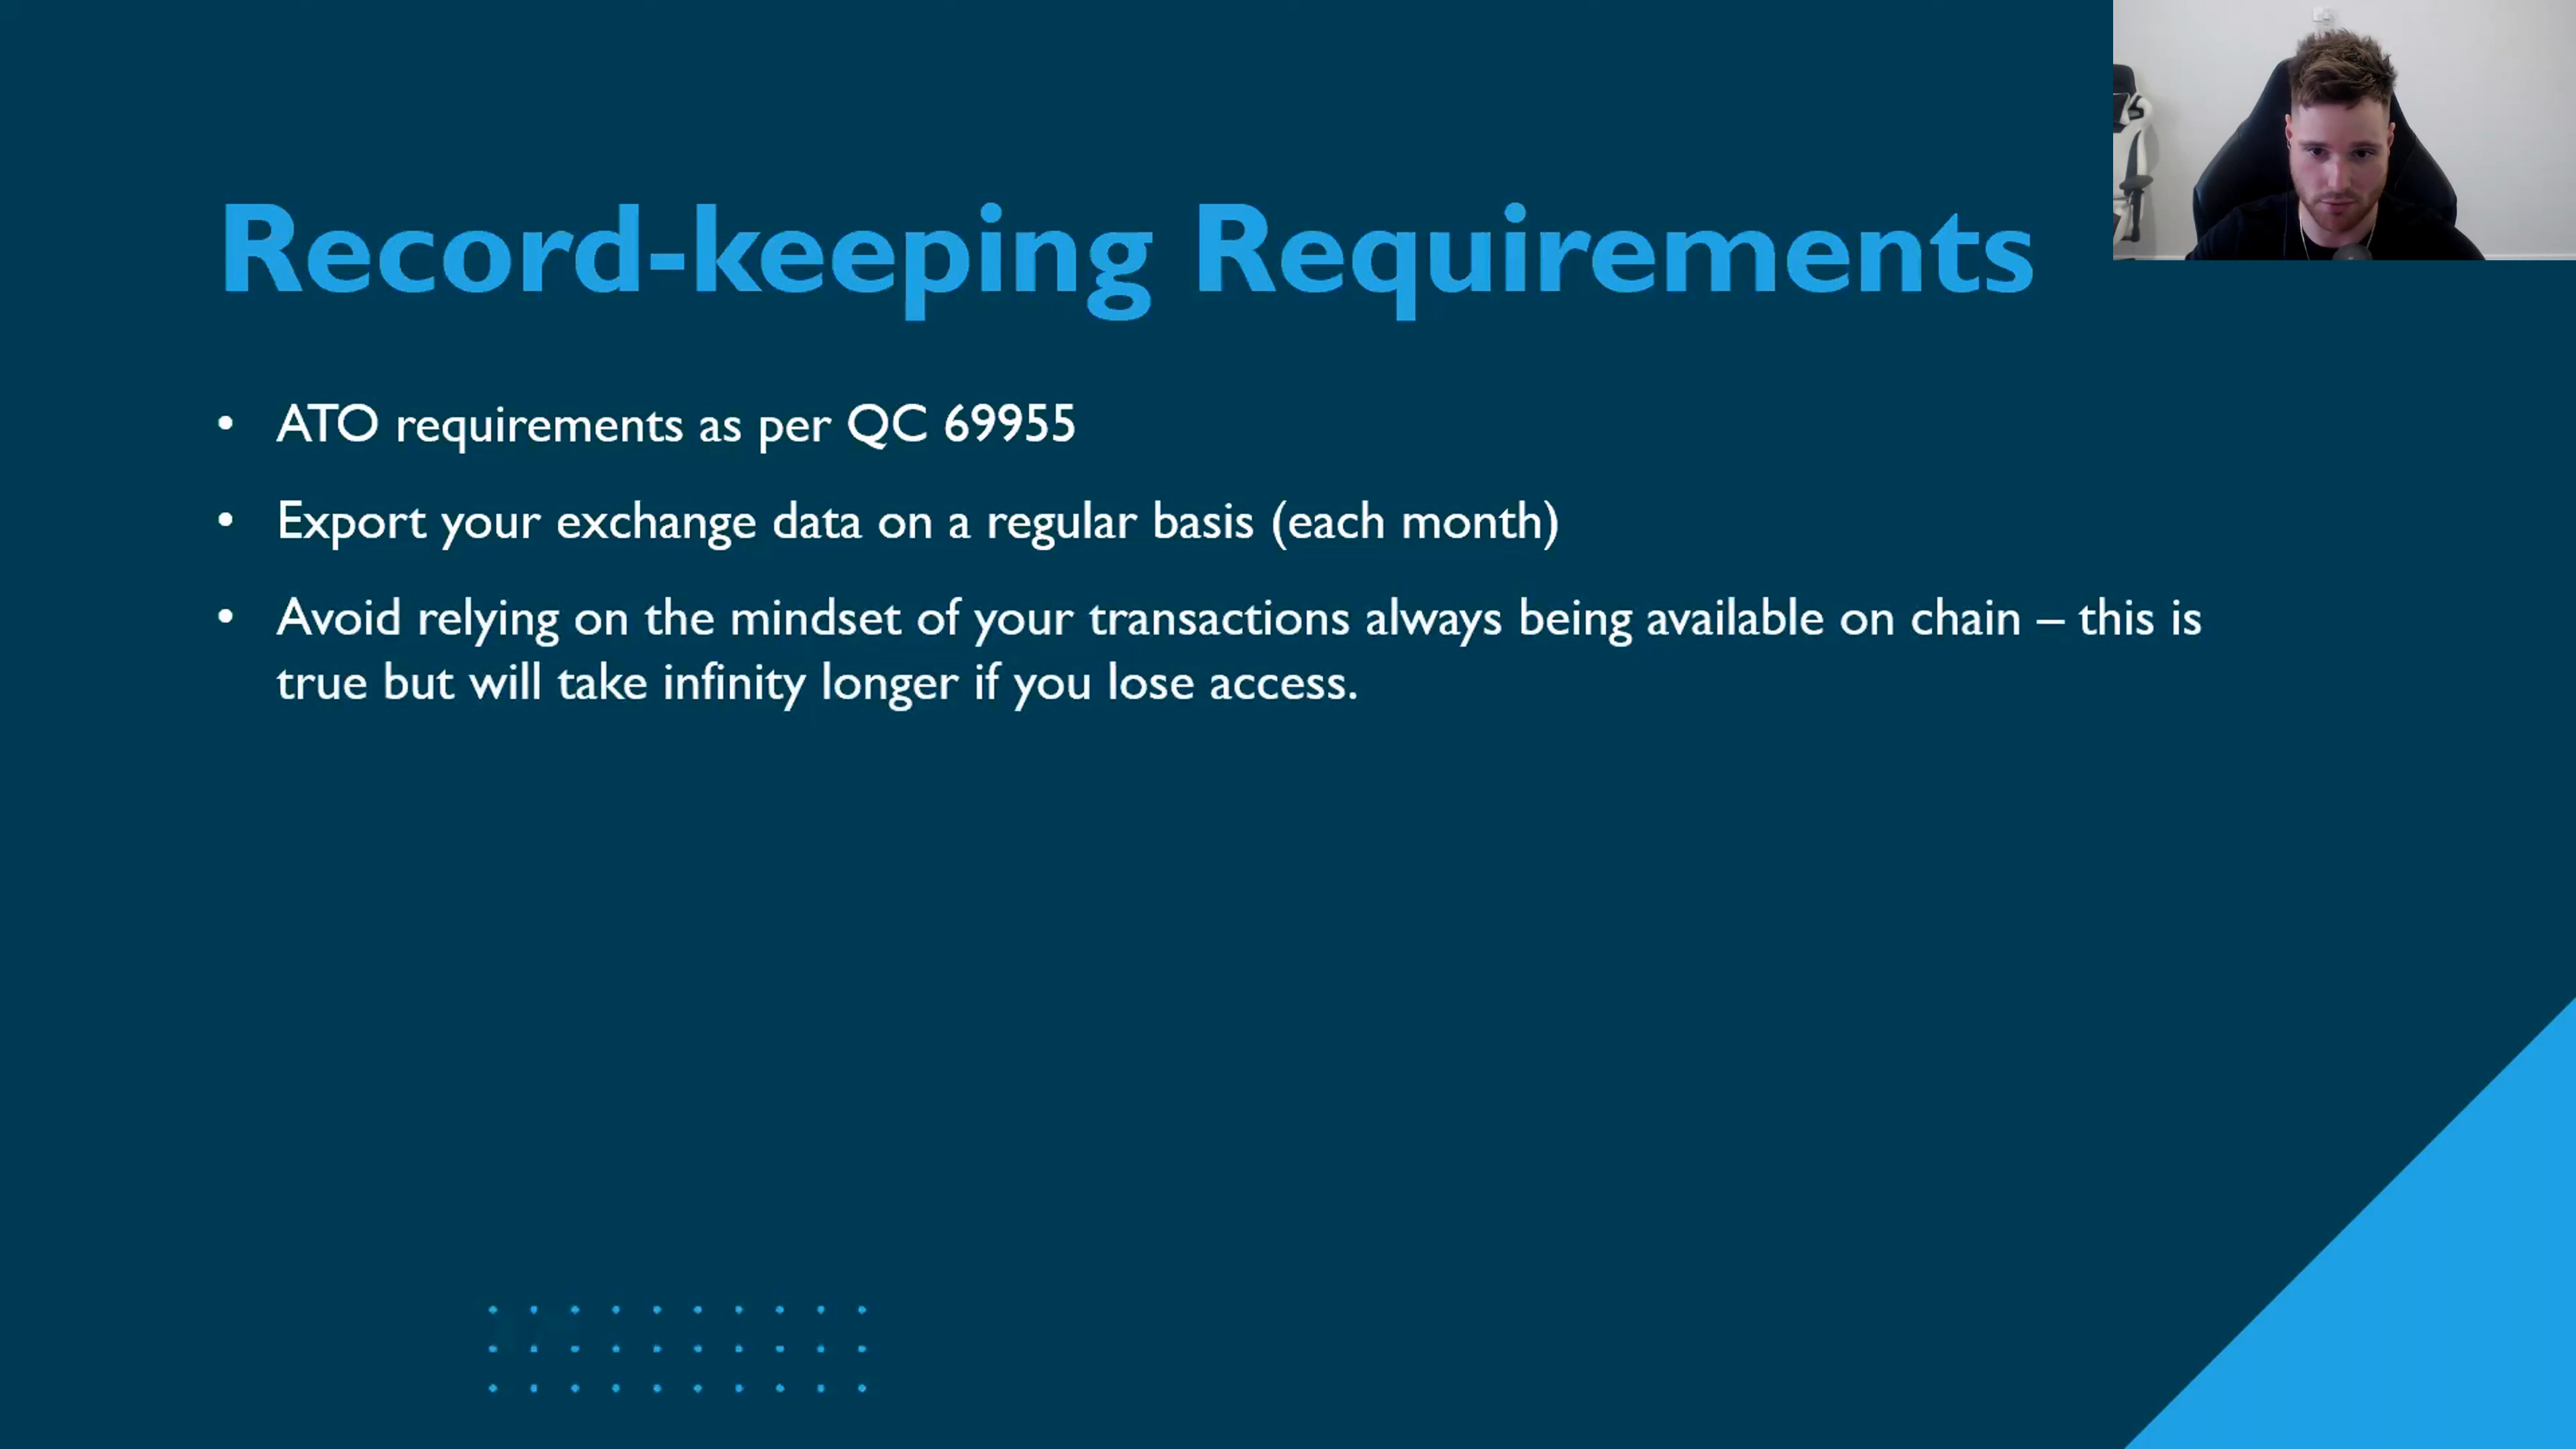 Record-keeping Requirements
• ATO requirements as per QC 69955
• Export your exchange data on a regular basis (each month)
• Avoid relying on the mindset of your transactions always being available on chain – this is
true but will take infinity longer if you lose access.